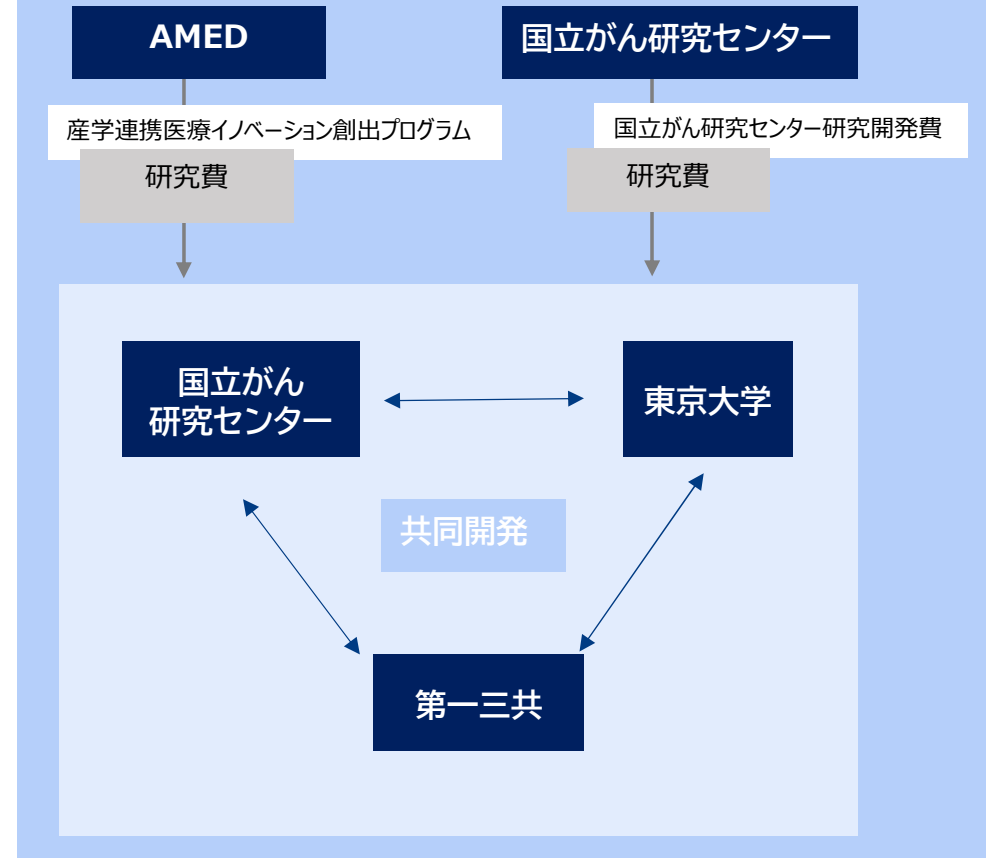 AMED
国立がん研究センター
産学連携医療イノベーション創出プログラム
国立がん研究センター研究開発費
研究費
研究費
国立がん
研究センター
東京大学
共同開発
第一三共